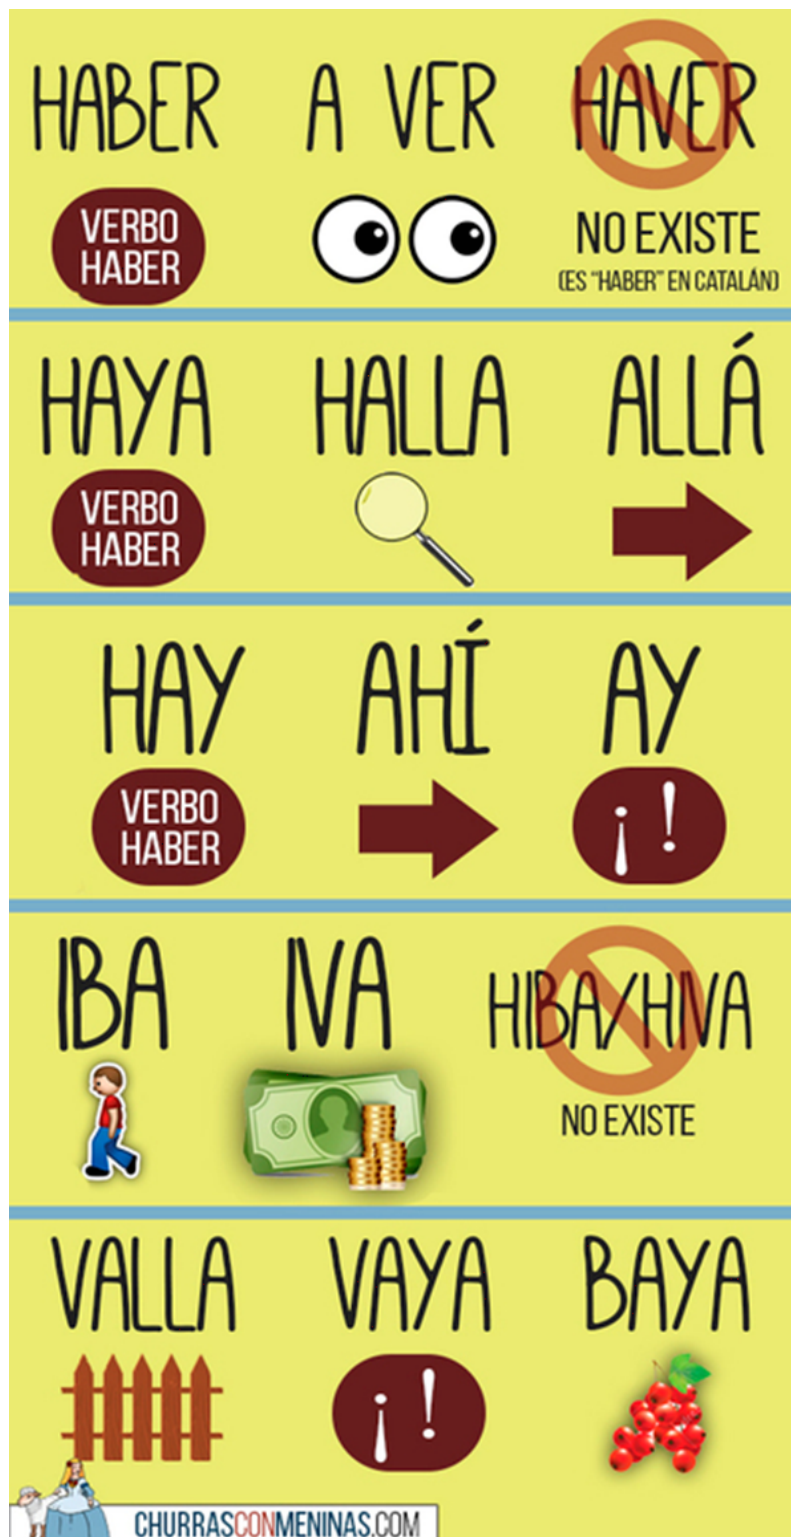 HABER A VER HAVER
VERBO
HABER
NO EXISTE
(ES "HABER" EN CATALÁN)
HAYA HALLA ALLÁ
VERBO
HABER
HAY AHÍ AY
VERBO
HABER
¡ !
IBA IVA HIBA/HIVA
NO EXISTE
VALLA VAYA BAYA
¡ !
CHURRASCONMENINAS.COM